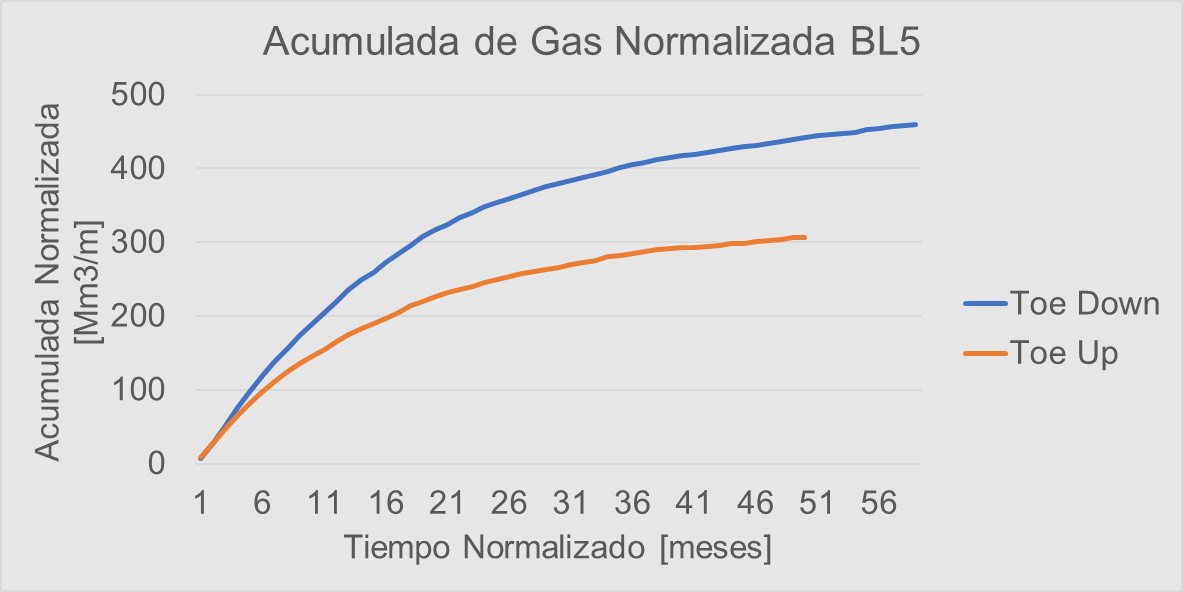 Acumulada de Gas Normalizada BL5
Acumulada Normalizada
[Mm3/m]
500
400
300
200
100
0
1 6 11 16 21 26 31 36 41 46 51 56
Tiempo Normalizado [meses]
Toe Down
Toe Up